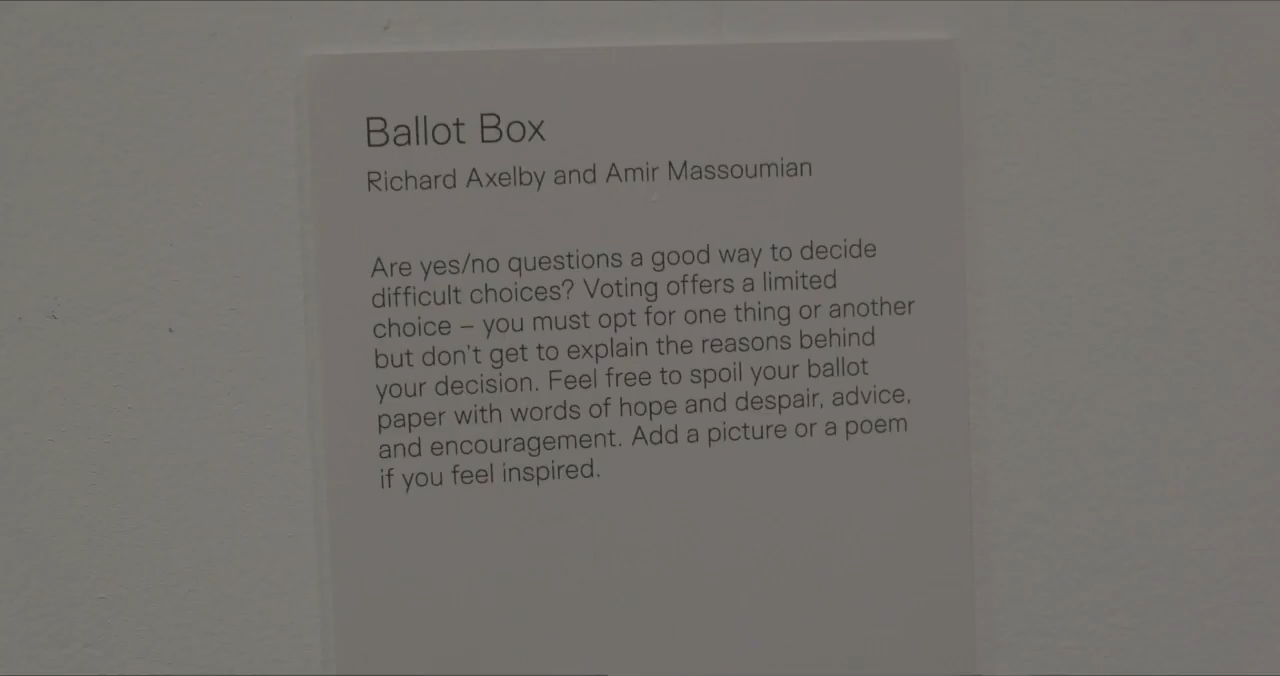 Ballot Box
Richard Axelby and Amir Massoumian
Are yes/no questions a good way to decide
difficult choices? Voting offers a limited
choice – you must opt for one thing or another
but don't get to explain the reasons behind
your decision. Feel free to spoil your ballot
paper with words of hope and despair, advice,
and encouragement. Add a picture or a poem
if you feel inspired.